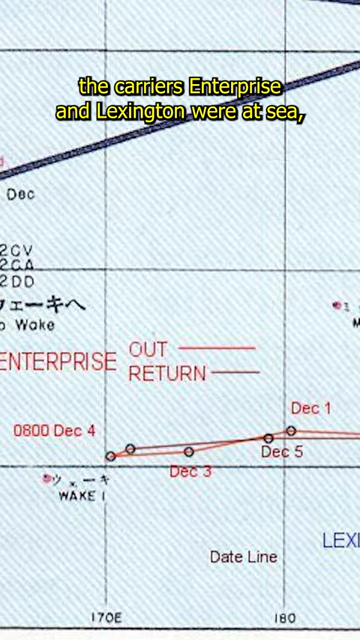 the carriers Enterprise
and Lexington were at sea,
Dec
2CV
2CA
2DD
ウェーキへ
o Wake
ENTERPRISE
OUT
RETURN
Dec 1
0800 Dec 4
Dec 5
Dec 3
ウェーキ
WAKE I
LEXI
Date Line
170E
180